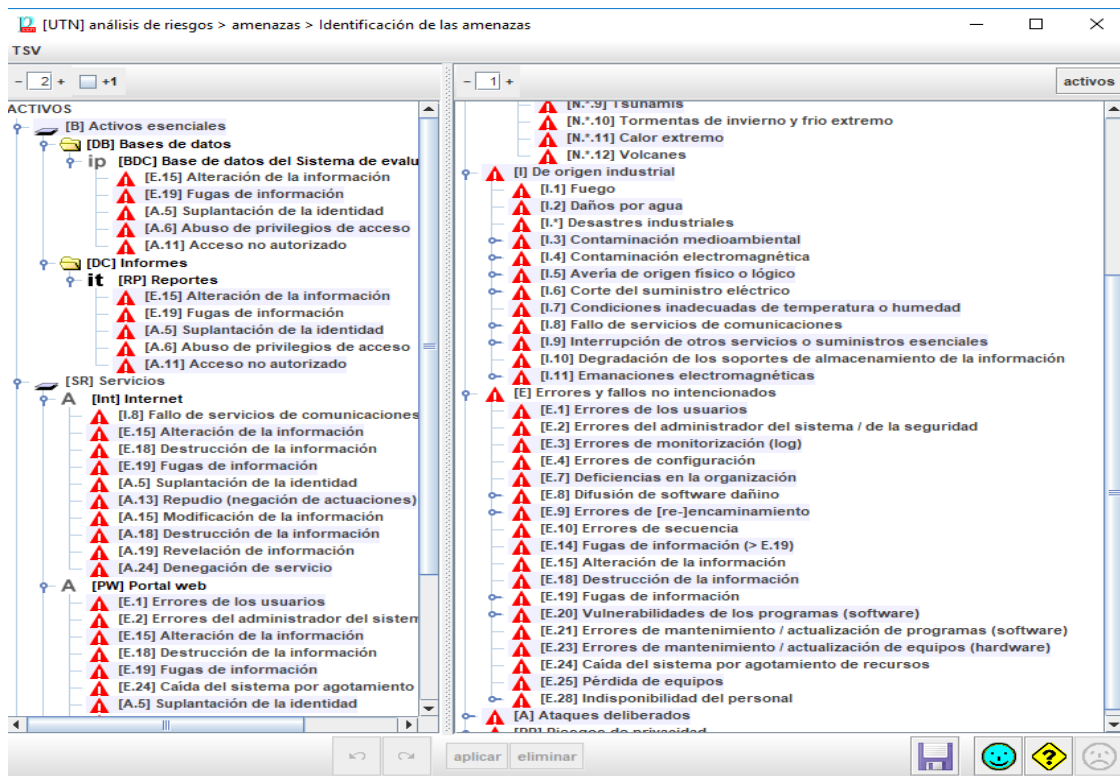 [UTN] análisis de riesgos > amenazas > Identificación de las amenazas
TSV
- 2 + +1
ACTIVOS
[B] Activos esenciales
[DB] Bases de datos
ip [BDC] Base de datos del Sistema de evalu
[E.15] Alteración de la información
[E.19] Fugas de información
[A.5] Suplantación de la identidad
[A.6] Abuso de privilegios de acceso
[A.11] Acceso no autorizado
[DC] Informes
it [RP] Reportes
[E.15] Alteración de la información
[E.19] Fugas de información
[A.5] Suplantación de la identidad
[A.6] Abuso de privilegios de acceso
[A.11] Acceso no autorizado
[SR] Servicios
A [Int] Internet
[I.8] Fallo de servicios de comunicaciones
[E.15] Alteración de la información
[E.18] Destrucción de la información
[E.19] Fugas de información
[A.5] Suplantación de la identidad
[A.13] Repudio (negación de actuaciones)
[A.15] Modificación de la información
[A.18] Destrucción de la información
[A.19] Revelación de información
[A.24] Denegación de servicio
A [PW] Portal web
[E.1] Errores de los usuarios
[E.2] Errores del administrador del sistem
[E.15] Alteración de la información
[E.18] Destrucción de la información
[E.19] Fugas de información
[E.24] Caída del sistema por agotamiento
[A.5] Suplantación de la identidad
- 1 + activos
[N.*.9] Tsunamis
[N.*.10] Tormentas de invierno y frio extremo
[N.*.11] Calor extremo
[N.*.12] Volcanes
[I] De origen industrial
[I.1] Fuego
[I.2] Daños por agua
[I.*] Desastres industriales
[I.3] Contaminación medioambiental
[I.4] Contaminación electromagnética
[I.5] Avería de origen físico o lógico
[I.6] Corte del suministro eléctrico
[I.7] Condiciones inadecuadas de temperatura o humedad
[I.8] Fallo de servicios de comunicaciones
[I.9] Interrupción de otros servicios o suministros esenciales
[I.10] Degradación de los soportes de almacenamiento de la información
[I.11] Emanaciones electromagnéticas
[E] Errores y fallos no intencionados
[E.1] Errores de los usuarios
[E.2] Errores del administrador del sistema / de la seguridad
[E.3] Errores de monitorización (log)
[E.4] Errores de configuración
[E.7] Deficiencias en la organización
[E.8] Difusión de software dañino
[E.9] Errores de [re-]encaminamiento
[E.10] Errores de secuencia
[E.14] Fugas de información (> E.19)
[E.15] Alteración de la información
[E.18] Destrucción de la información
[E.19] Fugas de información
[E.20] Vulnerabilidades de los programas (software)
[E.21] Errores de mantenimiento / actualización de programas (software)
[E.23] Errores de mantenimiento / actualización de equipos (hardware)
[E.24] Caída del sistema por agotamiento de recursos
[E.25] Pérdida de equipos
[E.28] Indisponibilidad del personal
[A] Ataques deliberados
[PR] Riesgos de privacidad
aplicar eliminar